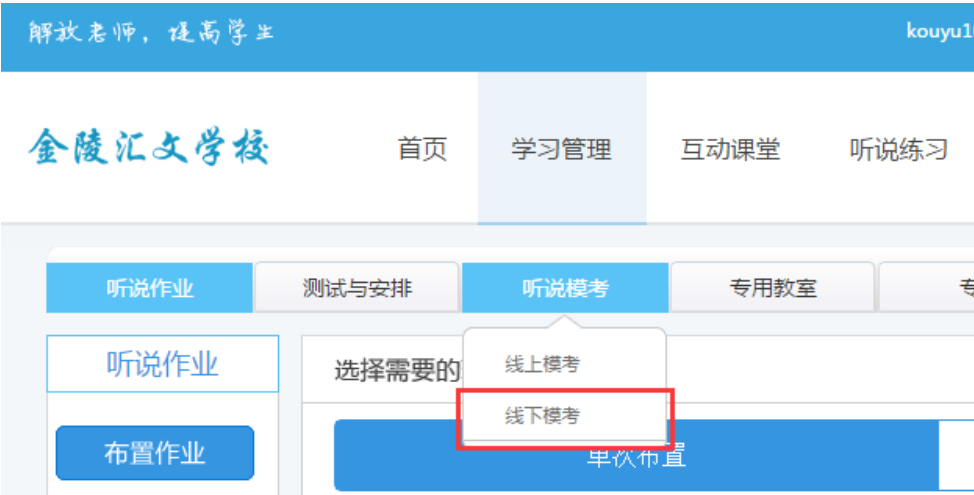 解放老师，提高学生
kouyu1
金陵汇文学校
首页 学习管理 互动课堂 听说练习
听说作业 测试与安排 听说模考 专用教室
听说作业
选择需要的
线上模考
线下模考
布置作业
单次布置